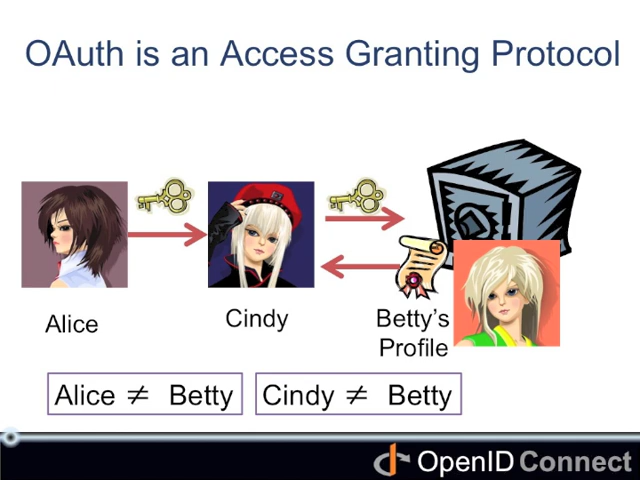 OAuth is an Access Granting Protocol
Alice
Cindy
Betty's
Profile
Alice ≠ Betty
Cindy ≠ Betty
OpenID Connect